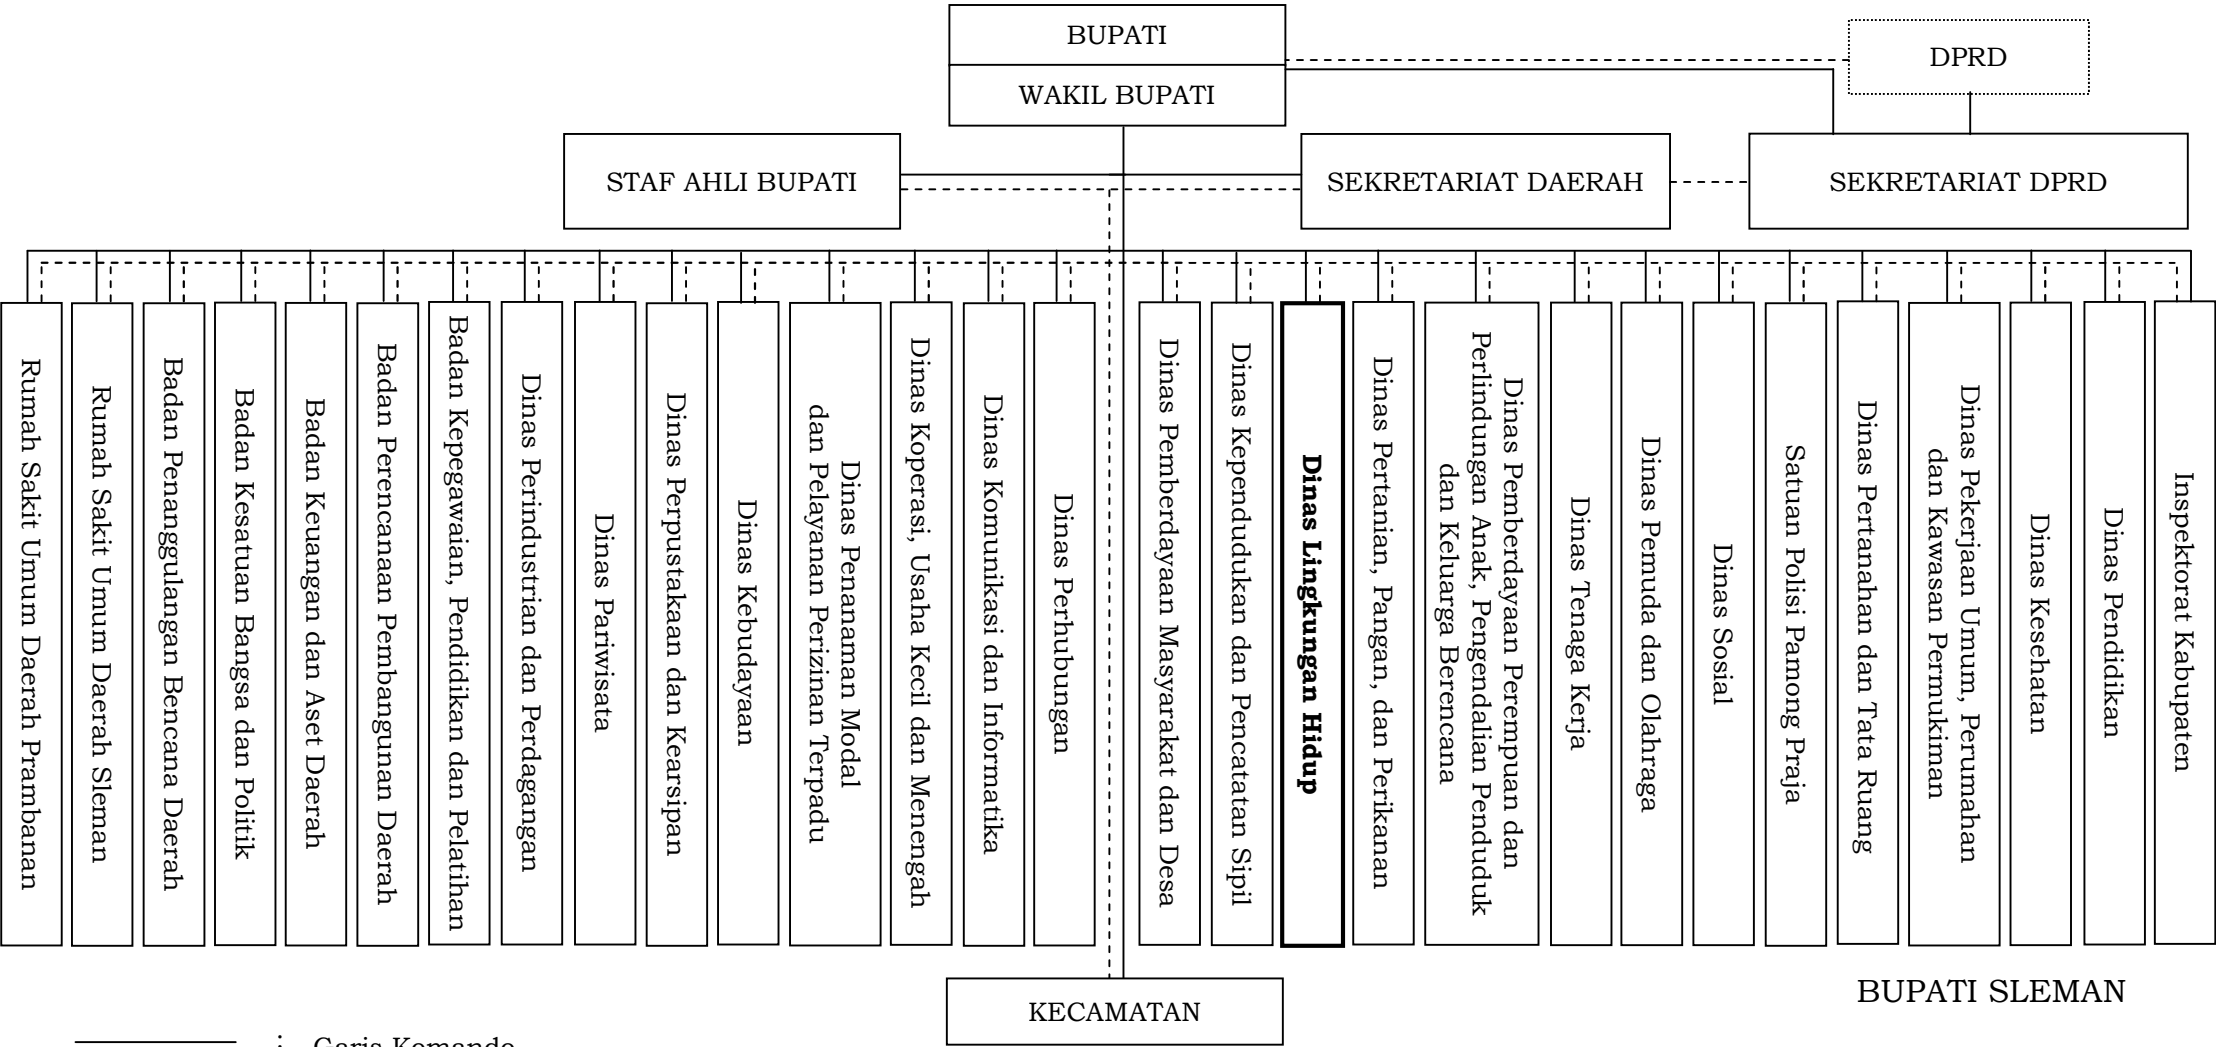 BUPATI
WAKIL BUPATI
DPRD
STAF AHLI BUPATI
SEKRETARIAT DAERAH
SEKRETARIAT DPRD
Rumah Sakit Umum Daerah Prambanan
Rumah Sakit Umum Daerah Sleman
Badan Penanggulangan Bencana Daerah
Badan Kesatuan Bangsa dan Politik
Badan Keuangan dan Aset Daerah
Badan Perencanaan Pembangunan Daerah
Badan Kepegawaian, Pendidikan dan Pelatihan
Dinas Perindustrian dan Perdagangan
Dinas Pariwisata
Dinas Perpustakaan dan Kearsipan
Dinas Kebudayaan
Dinas Penanaman Modal
dan Pelayanan Perizinan Terpadu
Dinas Koperasi, Usaha Kecil dan Menengah
Dinas Komunikasi dan Informatika
Dinas Perhubungan
Dinas Pemberdayaan Masyarakat dan Desa
Dinas Kependudukan dan Pencatatan Sipil
Dinas Lingkungan Hidup
Dinas Pertanian, Pangan, dan Perikanan
Dinas Pemberdayaan Perempuan dan
Perlindungan Anak, Pengendalian Penduduk
dan Keluarga Berencana
Dinas Tenaga Kerja
Dinas Pemuda dan Olahraga
Dinas Sosial
Satuan Polisi Pamong Praja
Dinas Pertanahan dan Tata Ruang
Dinas Pekerjaan Umum, Perumahan
dan Kawasan Permukiman
Dinas Kesehatan
Dinas Pendidikan
Inspektorat Kabupaten
KECAMATAN
BUPATI SLEMAN
: Garis Komando